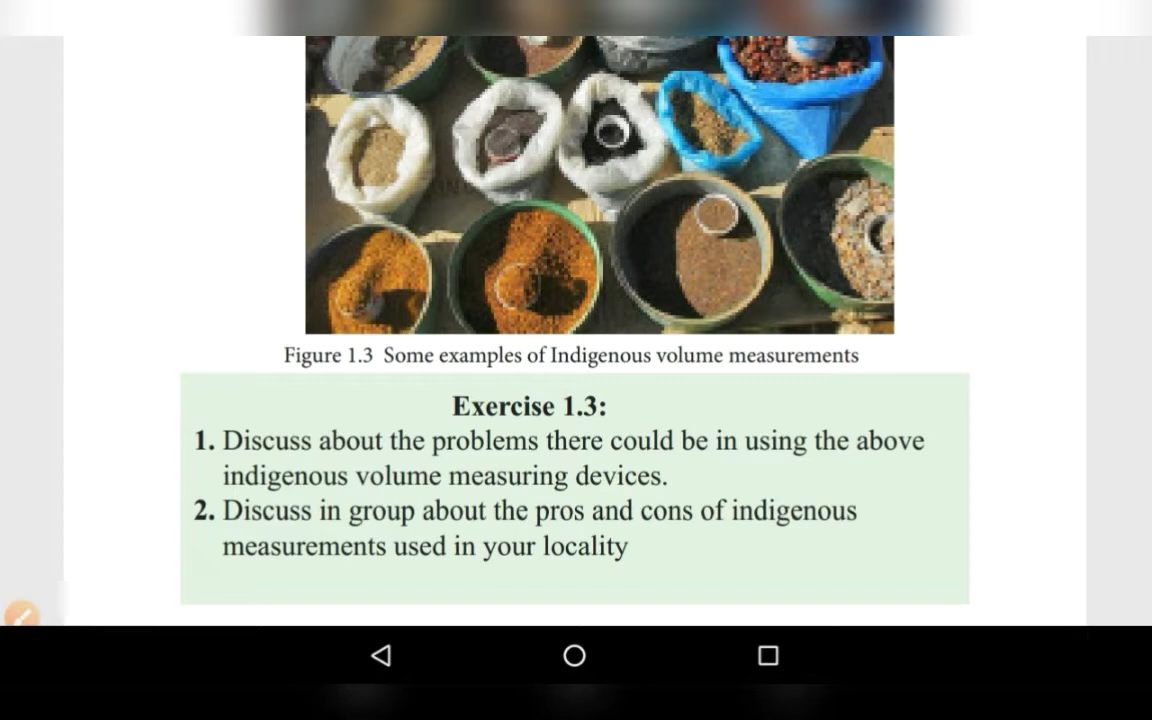 Figure 1.3 Some examples of Indigenous volume measurements
Exercise 1.3:
1. Discuss about the problems there could be in using the above
indigenous volume measuring devices.
2. Discuss in group about the pros and cons of indigenous
measurements used in your locality